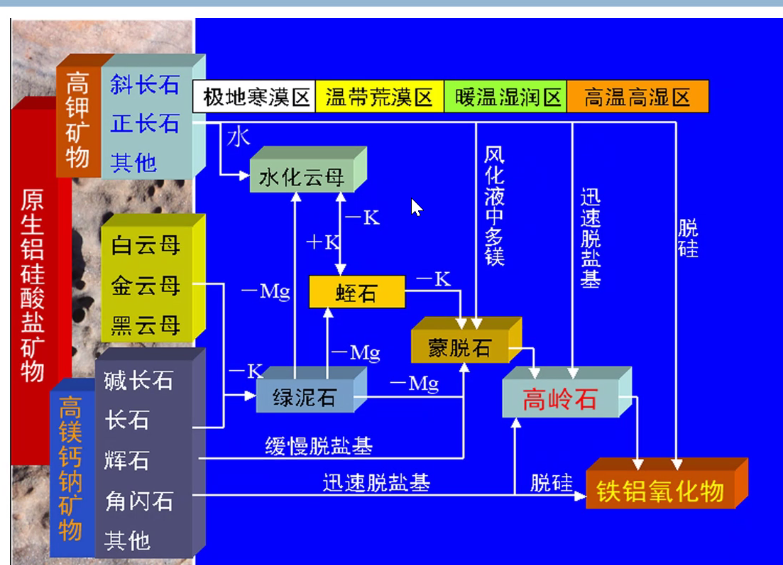 原生铝硅酸盐矿物
高钾矿物
斜长石
正长石
其他
白云母
金云母
黑云母
高镁钙钠矿物
碱长石
长石
辉石
角闪石
其他
极地寒漠区
温带荒漠区
暖温湿润区
高温高湿区
水
水化云母
－K
＋K
－Mg
蛭石
－K
－Mg
风化液中多镁
迅速脱盐基
脱硅
蒙脱石
－K
绿泥石
－Mg
高岭石
缓慢脱盐基
迅速脱盐基
脱硅
铁铝氧化物